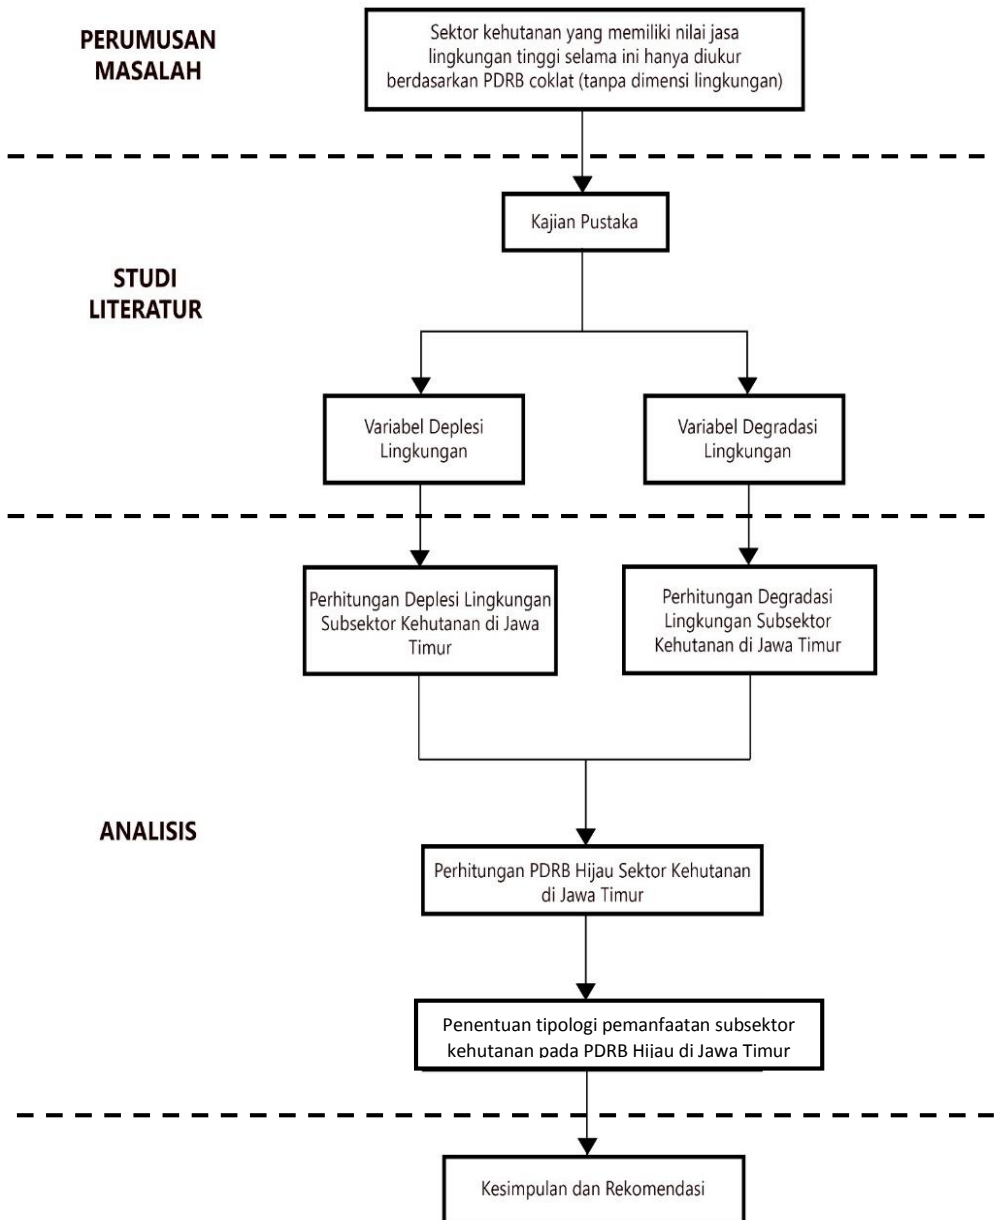 PERUMUSAN
MASALAH
Sektor kehutanan yang memiliki nilai jasa
lingkungan tinggi selama ini hanya diukur
berdasarkan PDRB coklat (tanpa dimensi lingkungan)
STUDI
LITERATUR
Kajian Pustaka
Variabel Deplesi
Lingkungan
Variabel Degradasi
Lingkungan
ANALISIS
Perhitungan Deplesi Lingkungan
Subsektor Kehutanan di Jawa
Timur
Perhitungan Degradasi
Lingkungan Subsektor
Kehutanan di Jawa Timur
Perhitungan PDRB Hijau Sektor Kehutanan
di Jawa Timur
Penentuan tipologi pemanfaatan subsektor
kehutanan pada PDRB Hijau di Jawa Timur
Kesimpulan dan Rekomendasi